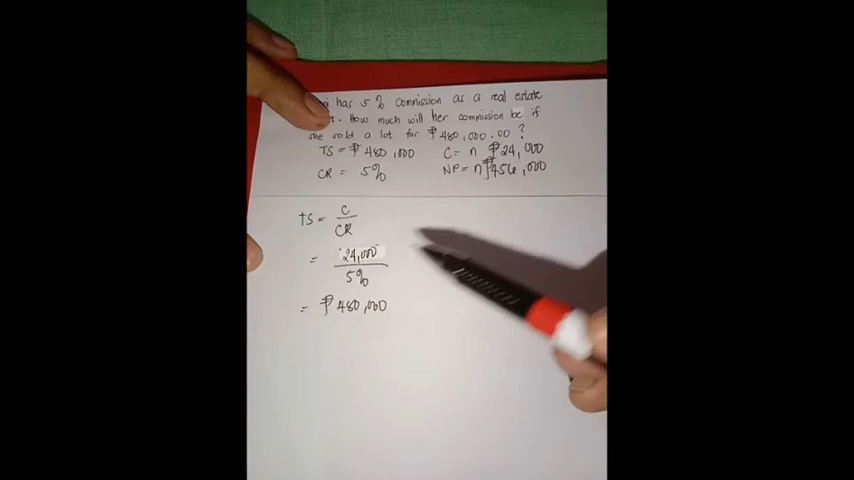 has 5% commission as a real estate
How much will her commission be if
she sold a lot for ₱480,000.00?
TS = ₱480,000 C = n ₱24,000
CR = 5% NP = n ₱456,000
TS = C
CR
= 24,000
5%
= ₱480,000